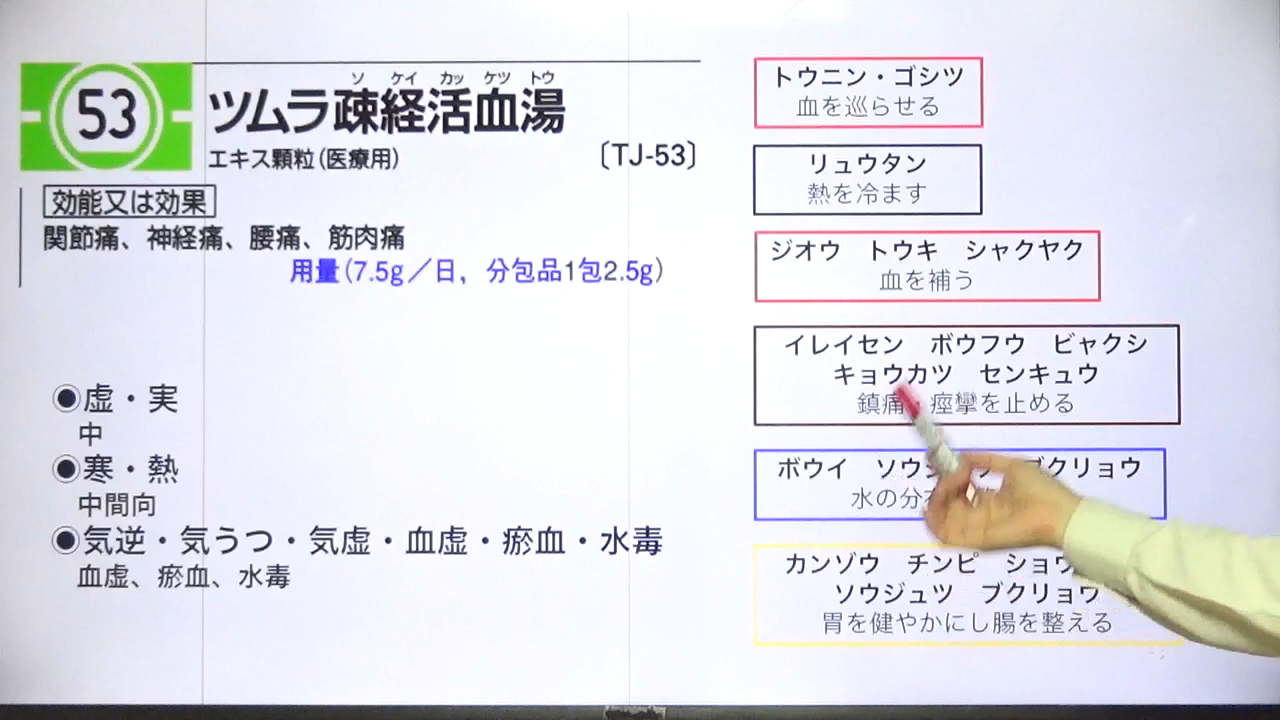 53
ソ ケイ カッ ケツ トウ
ツムラ疎経活血湯
エキス顆粒(医療用)
〔TJ-53〕
効能又は効果
関節痛、神経痛、腰痛、筋肉痛
用量(7.5g/日，分包品1包2.5g)
◉虚・実
中
◉寒・熱
中間向
◉気逆・気うつ・気虚・血虚・瘀血・水毒
血虚、瘀血、水毒
トウニン・ゴシツ
血を巡らせる
リュウタン
熱を冷ます
ジオウ トウキ シャクヤク
血を補う
イレイセン ボウフウ ビャクシ
キョウカツ センキュウ
鎮痛 痙攣を止める
ボウイ ブクリョウ
水の分
カンゾウ チンピ
ソウジュツ ブクリョウ
胃を健やかにし腸を整える